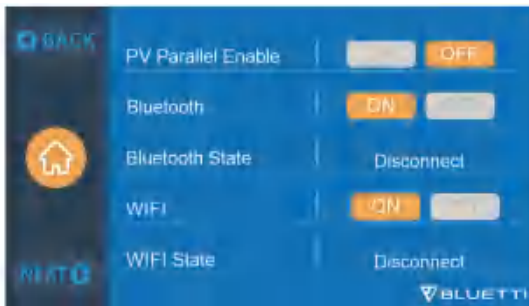 BACK
PV Parallel Enable OFF
Bluetooth ON
Bluetooth State Disconnect
WIFI ON
WIFI State Disconnect
NEXT
BLUETTI